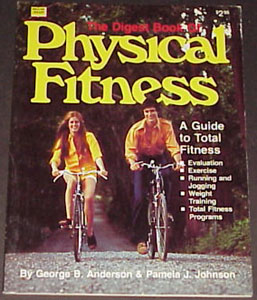 The Digest Book of
Physical
Fitness
A Guide to Total
Fitness
■ Evaluation
■ Exercise
■ Running and
Jogging
■ Weight
Training
■ Total Fitness
Programs
By George B. Anderson & Pamela J. Johnson